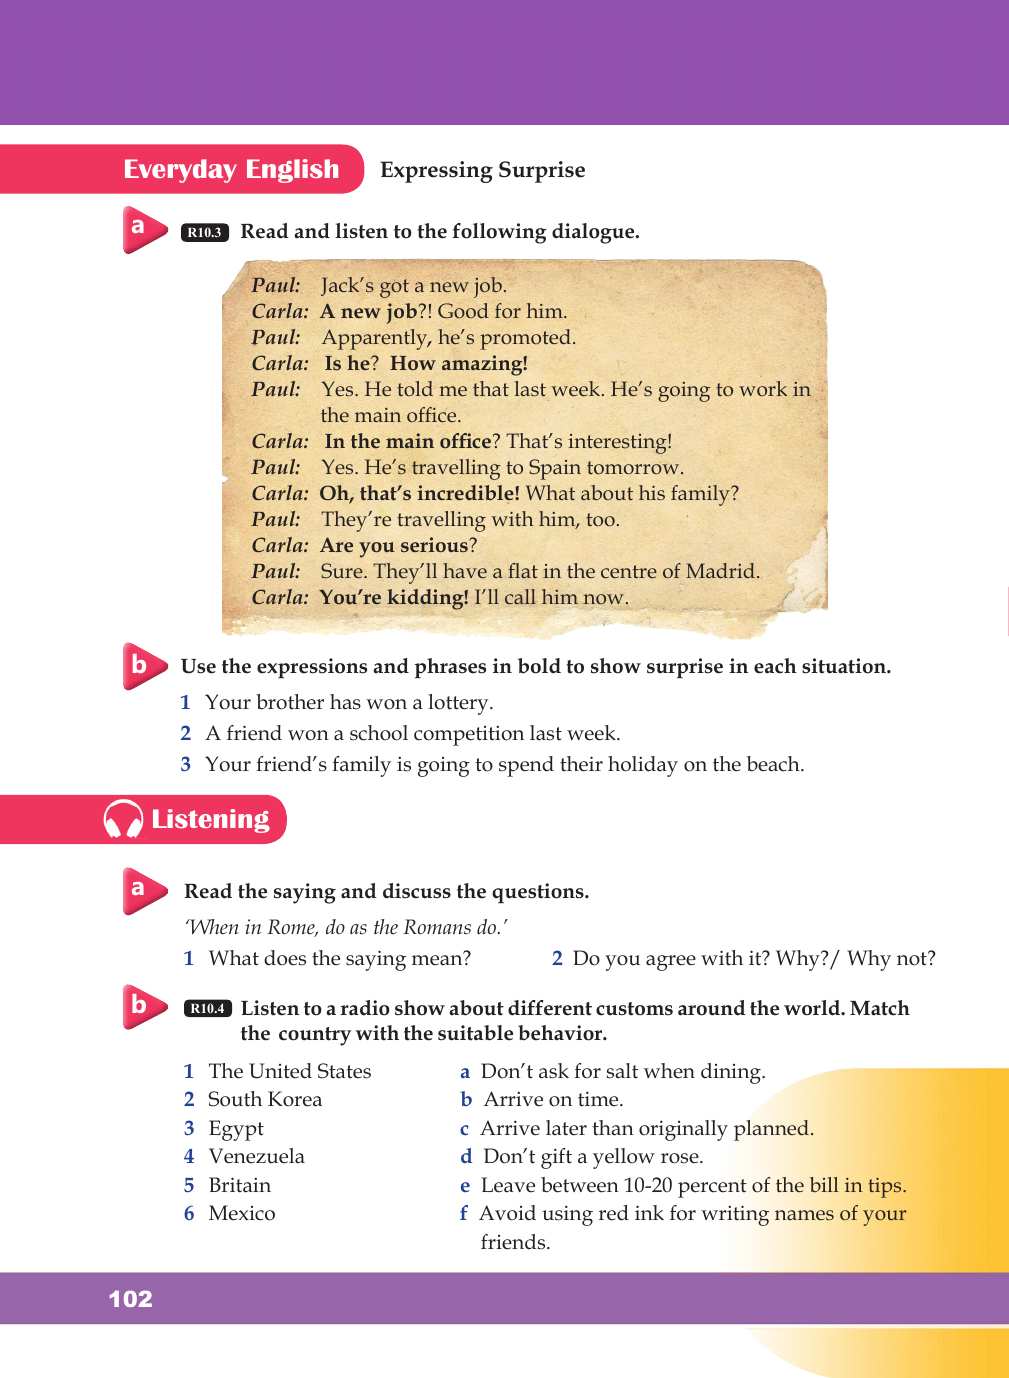 Everyday English Expressing Surprise
a R10.3 Read and listen to the following dialogue.
Paul: Jack's got a new job.
Carla: A new job?! Good for him.
Paul: Apparently, he's promoted.
Carla: Is he? How amazing!
Paul: Yes. He told me that last week. He's going to work in
the main office.
Carla: In the main office? That's interesting!
Paul: Yes. He's travelling to Spain tomorrow.
Carla: Oh, that's incredible! What about his family?
Paul: They're travelling with him, too.
Carla: Are you serious?
Paul: Sure. They'll have a flat in the centre of Madrid.
Carla: You're kidding! I'll call him now.
b Use the expressions and phrases in bold to show surprise in each situation.
1 Your brother has won a lottery.
2 A friend won a school competition last week.
3 Your friend's family is going to spend their holiday on the beach.
Listening
a Read the saying and discuss the questions.
'When in Rome, do as the Romans do.'
1 What does the saying mean? 2 Do you agree with it? Why?/ Why not?
b R10.4 Listen to a radio show about different customs around the world. Match
the country with the suitable behavior.
1 The United States a Don't ask for salt when dining.
2 South Korea b Arrive on time.
3 Egypt c Arrive later than originally planned.
4 Venezuela d Don't gift a yellow rose.
5 Britain e Leave between 10-20 percent of the bill in tips.
6 Mexico f Avoid using red ink for writing names of your
friends.
102